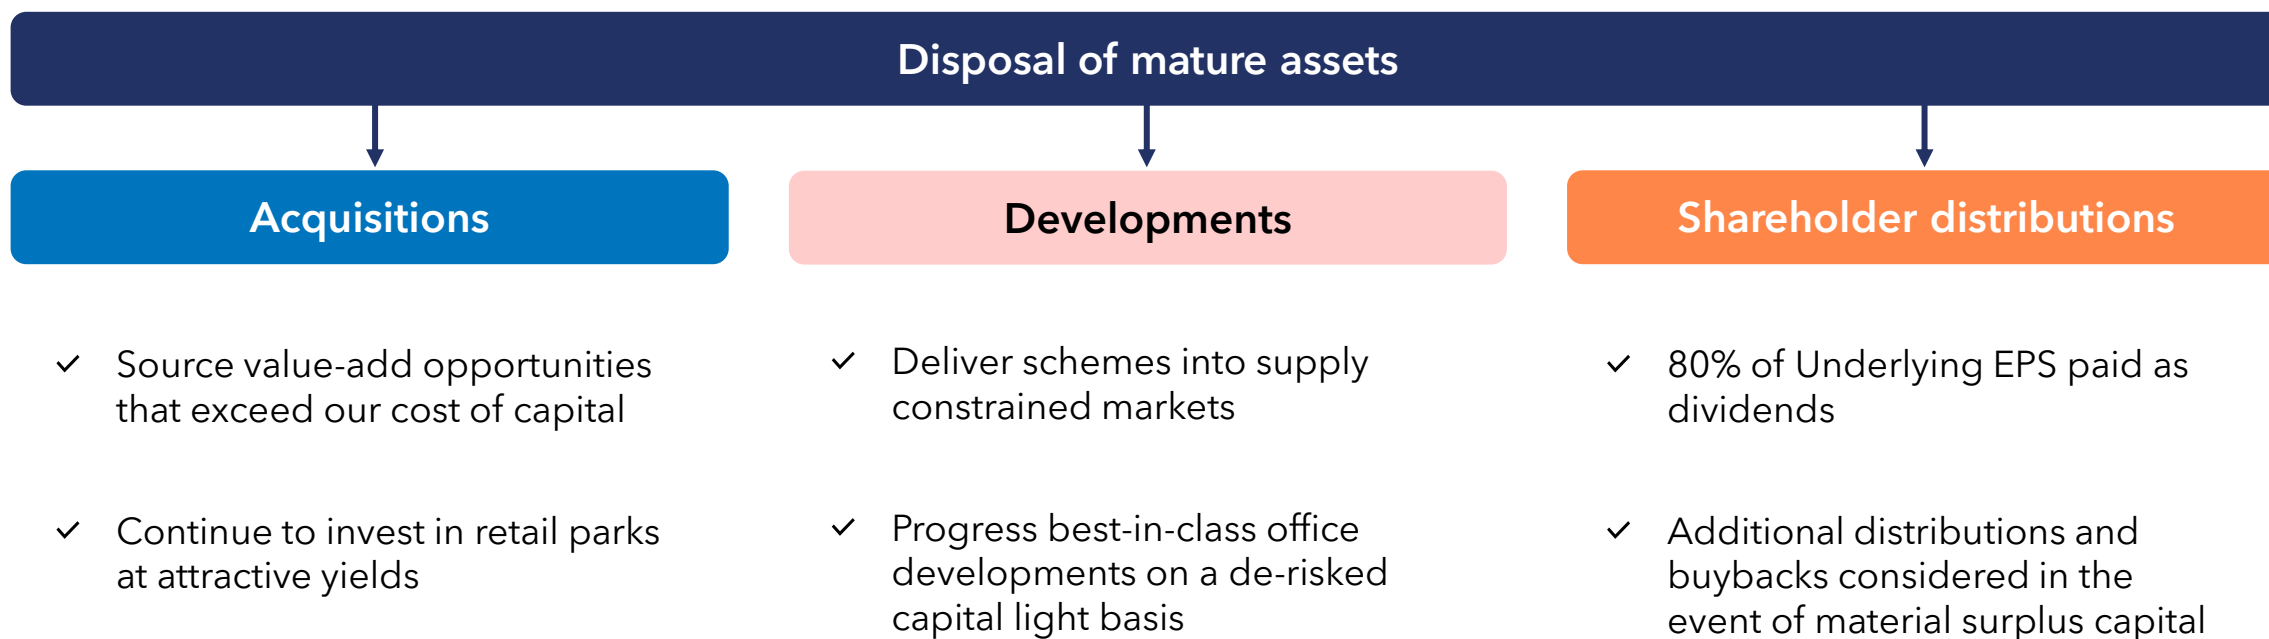 Disposal of mature assets
Acquisitions
Source value-add opportunities
that exceed our cost of capital
Continue to invest in retail parks
at attractive yields
Developments
Deliver schemes into supply
constrained markets
Progress best-in-class office
developments on a de-risked
capital light basis
Shareholder distributions
80% of Underlying EPS paid as
dividends
Additional distributions and
buybacks considered in the
event of material surplus capital